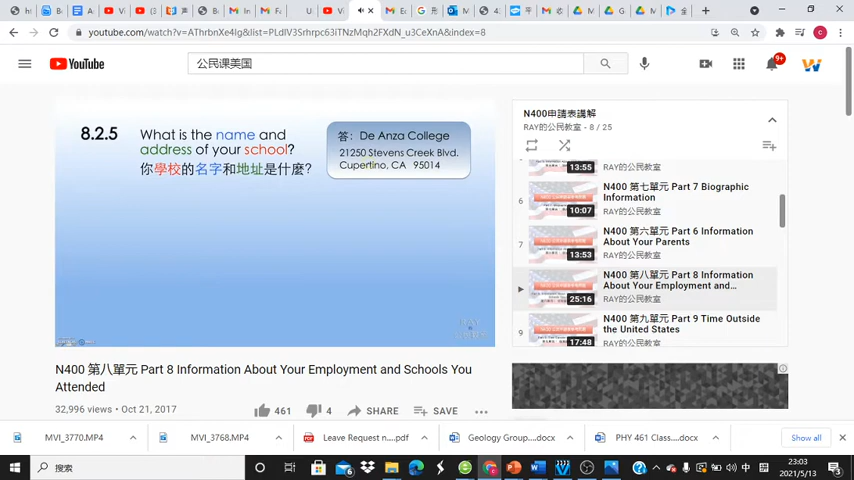 youtube.com/watch?v=AThrbnXe4Ig&list=PLdIV3Srhrpc63iTNzMqh2FXdN_u3CeXnA&index=8
YouTube
公民课美国
9+
8.2.5
What is the name and
address of your school?
你學校的名字和地址是什麼?
答: De Anza College
21250 Stevens Creek Blvd.
Cupertino, CA 95014
N400 第八單元 Part 8 Information About Your Employment and Schools You
Attended
32,996 views • Oct 21, 2017
461
4
SHARE
SAVE
N400申請表講解
RAY的公民教室 - 8 / 25
13:55
RAY的公民教室
6
10:07
N400 第七單元 Part 7 Biographic
Information
RAY的公民教室
7
13:53
N400 第六單元 Part 6 Information
About Your Parents
RAY的公民教室
25:16
N400 第八單元 Part 8 Information
About Your Employment and...
RAY的公民教室
9
17:48
N400 第九單元 Part 9 Time Outside
the United States
RAY的公民教室
MVI_3770.MP4
MVI_3768.MP4
Leave Request n....pdf
Geology Group....docx
PHY 461 Class....docx
Show all
搜索
中
23:03
2021/5/13